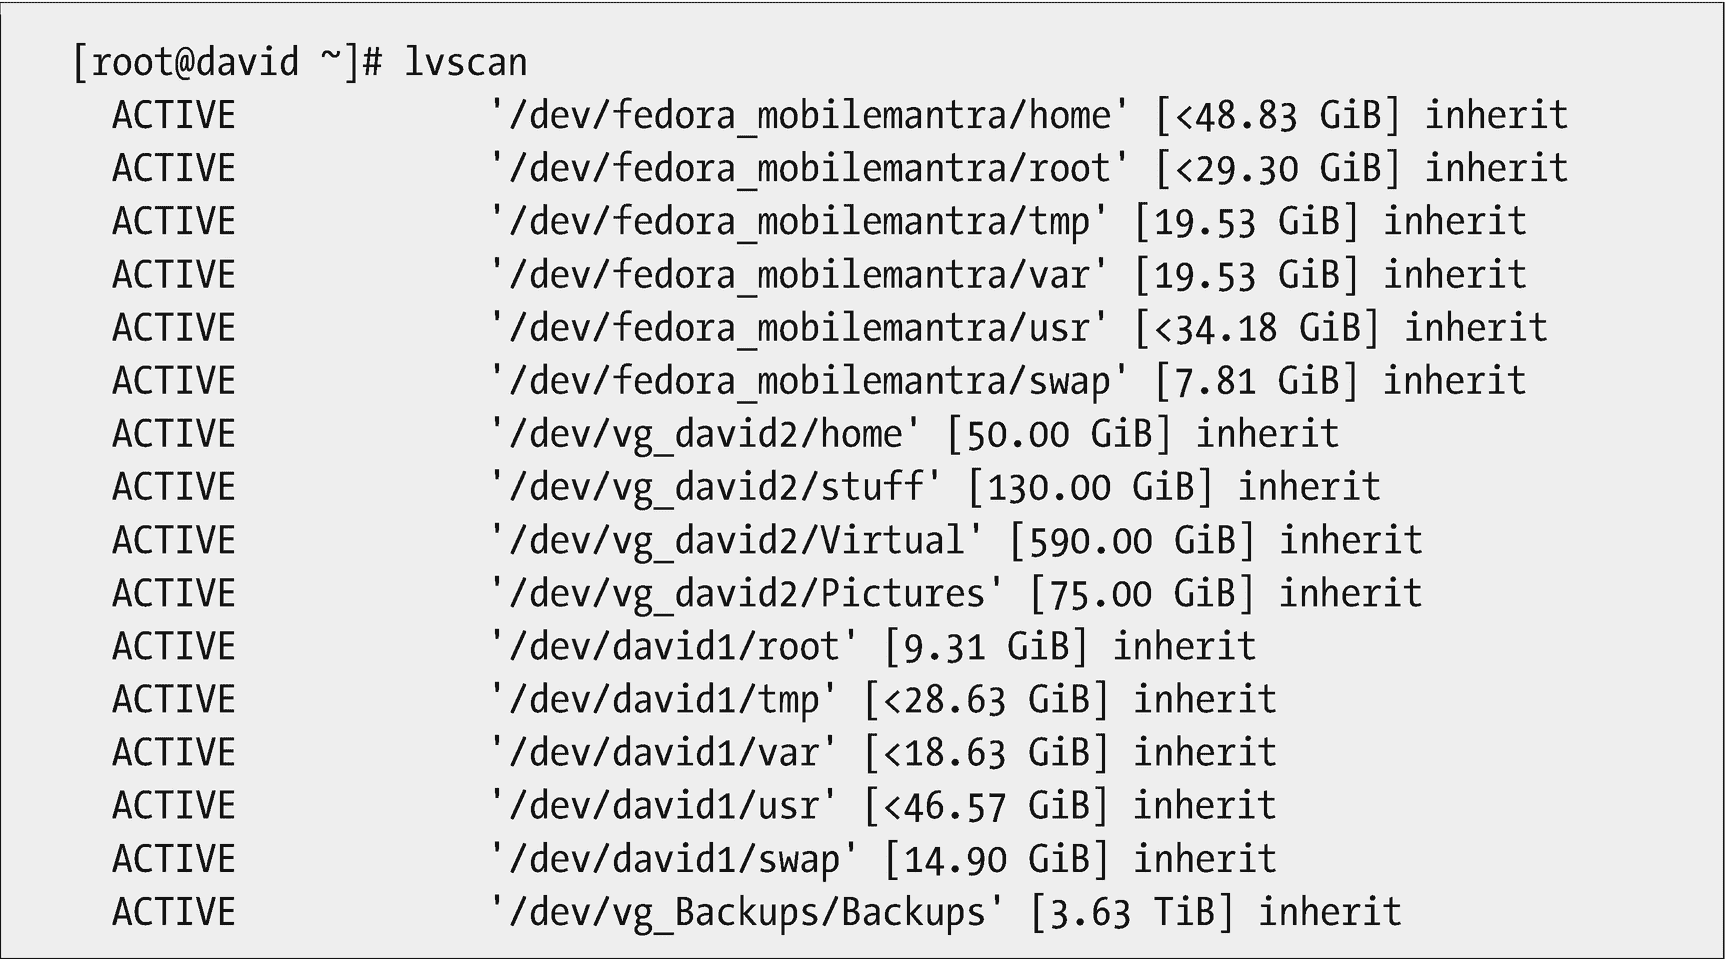 [root@david ~]# lvscan
ACTIVE '/dev/fedora_mobilemantra/home' [<48.83 GiB] inherit
ACTIVE '/dev/fedora_mobilemantra/root' [<29.30 GiB] inherit
ACTIVE '/dev/fedora_mobilemantra/tmp' [19.53 GiB] inherit
ACTIVE '/dev/fedora_mobilemantra/var' [19.53 GiB] inherit
ACTIVE '/dev/fedora_mobilemantra/usr' [<34.18 GiB] inherit
ACTIVE '/dev/fedora_mobilemantra/swap' [7.81 GiB] inherit
ACTIVE '/dev/vg_david2/home' [50.00 GiB] inherit
ACTIVE '/dev/vg_david2/stuff' [130.00 GiB] inherit
ACTIVE '/dev/vg_david2/Virtual' [590.00 GiB] inherit
ACTIVE '/dev/vg_david2/Pictures' [75.00 GiB] inherit
ACTIVE '/dev/david1/root' [9.31 GiB] inherit
ACTIVE '/dev/david1/tmp' [<28.63 GiB] inherit
ACTIVE '/dev/david1/var' [<18.63 GiB] inherit
ACTIVE '/dev/david1/usr' [<46.57 GiB] inherit
ACTIVE '/dev/david1/swap' [14.90 GiB] inherit
ACTIVE '/dev/vg_Backups/Backups' [3.63 TiB] inherit